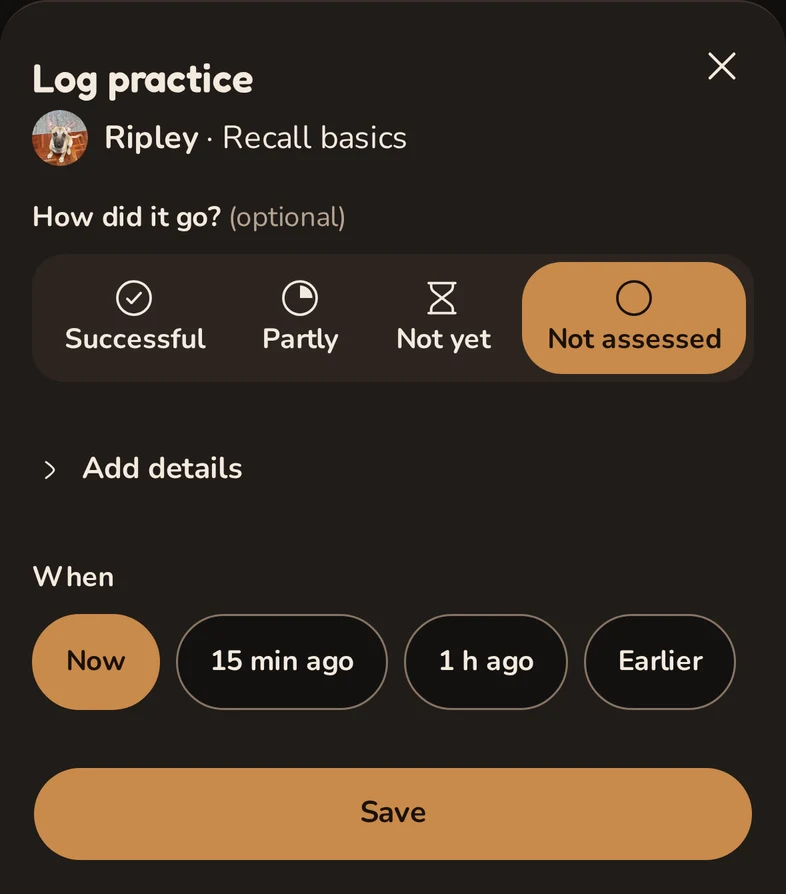 Log practice
Ripley · Recall basics
How did it go? (optional)
Successful Partly Not yet Not assessed
Add details
When
Now 15 min ago 1 h ago Earlier
Save